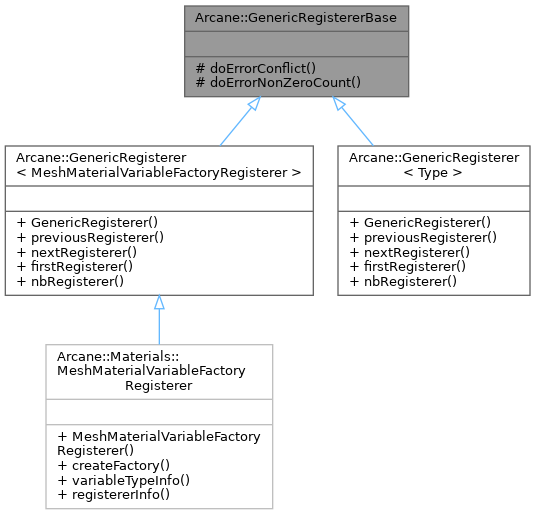 Arcane::GenericRegistererBase
# doErrorConflict()
# doErrorNonZeroCount()
Arcane::GenericRegisterer
< MeshMaterialVariableFactoryRegisterer >
+ GenericRegisterer()
+ previousRegisterer()
+ nextRegisterer()
+ firstRegisterer()
+ nbRegisterer()
Arcane::GenericRegisterer
< Type >
+ GenericRegisterer()
+ previousRegisterer()
+ nextRegisterer()
+ firstRegisterer()
+ nbRegisterer()
Arcane::Materials::
MeshMaterialVariableFactory
Registerer
+ MeshMaterialVariableFactory
Registerer()
+ createFactory()
+ variableTypeInfo()
+ registererInfo()